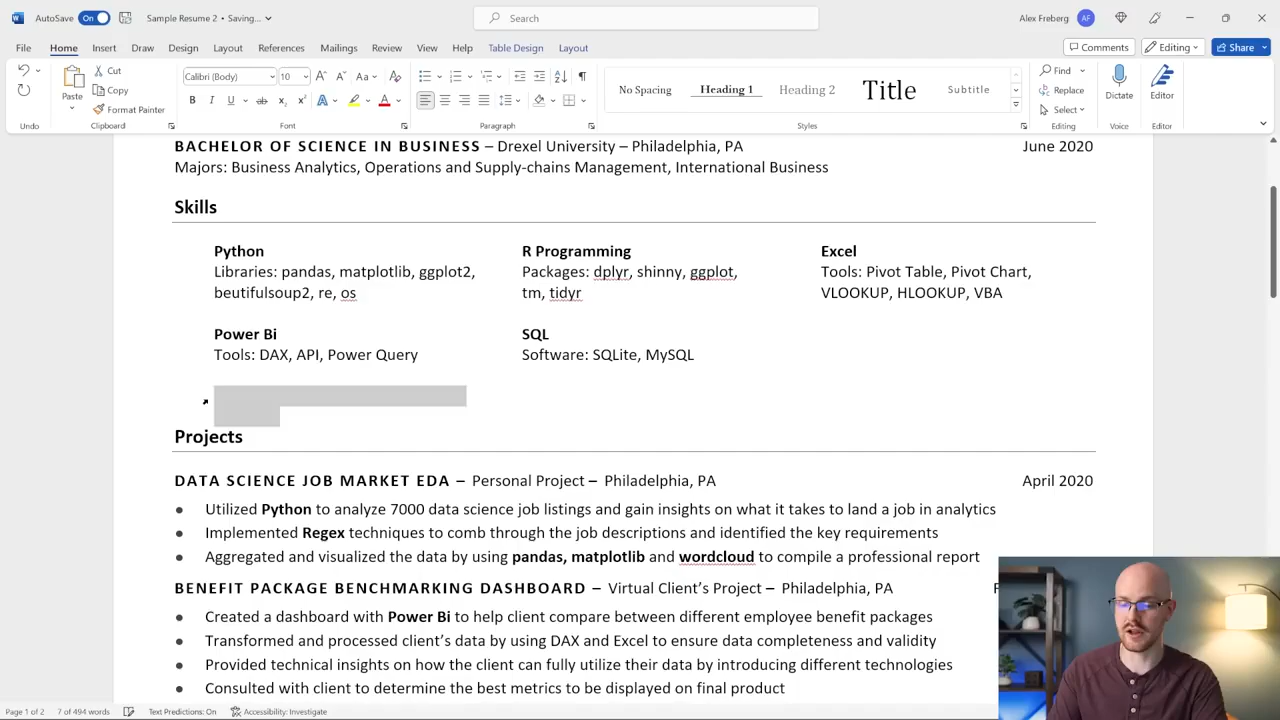 AutoSave On Sample Resume 2 • Saving... Search Alex Freberg AF
File Home Insert Draw Design Layout References Mailings Review View Help Table Design Layout Comments Editing Share
Cut Copy Format Painter Paste
Calibri (Body) 10
No Spacing Heading 1 Heading 2 Title Subtitle
Find Replace Select Dictate Editor
Undo Clipboard Font Paragraph Styles Editing Voice Editor
BACHELOR OF SCIENCE IN BUSINESS – Drexel University – Philadelphia, PA June 2020
Majors: Business Analytics, Operations and Supply-chains Management, International Business
Skills
Python
Libraries: pandas, matplotlib, ggplot2,
beutifulsoup2, re, os
R Programming
Packages: dplyr, shinny, ggplot,
tm, tidyr
Excel
Tools: Pivot Table, Pivot Chart,
VLOOKUP, HLOOKUP, VBA
Power Bi
Tools: DAX, API, Power Query
SQL
Software: SQLite, MySQL
Projects
DATA SCIENCE JOB MARKET EDA – Personal Project – Philadelphia, PA April 2020
● Utilized Python to analyze 7000 data science job listings and gain insights on what it takes to land a job in analytics
● Implemented Regex techniques to comb through the job descriptions and identified the key requirements
● Aggregated and visualized the data by using pandas, matplotlib and wordcloud to compile a professional report
BENEFIT PACKAGE BENCHMARKING DASHBOARD – Virtual Client's Project – Philadelphia, PA
● Created a dashboard with Power Bi to help client compare between different employee benefit packages
● Transformed and processed client's data by using DAX and Excel to ensure data completeness and validity
● Provided technical insights on how the client can fully utilize their data by introducing different technologies
● Consulted with client to determine the best metrics to be displayed on final product
Page 1 of 2 7 of 494 words Text Predictions: On Accessibility: Investigate